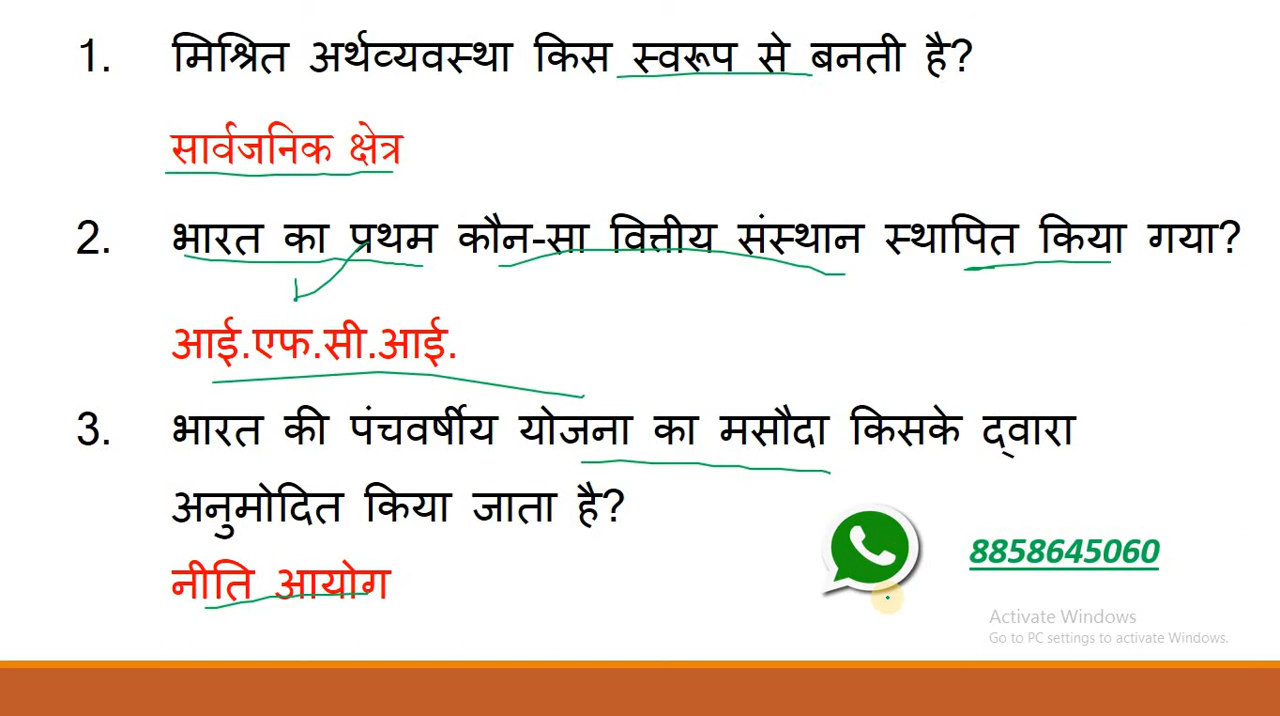 1. मिश्रित अर्थव्यवस्था किस स्वरूप से बनती है?
सार्वजनिक क्षेत्र
2. भारत का प्रथम कौन-सा वित्तीय संस्थान स्थापित किया गया?
आई.एफ.सी.आई.
3. भारत की पंचवर्षीय योजना का मसौदा किसके द्वारा
अनुमोदित किया जाता है?
नीति आयोग
8858645060
Activate Windows
Go to PC settings to activate Windows.